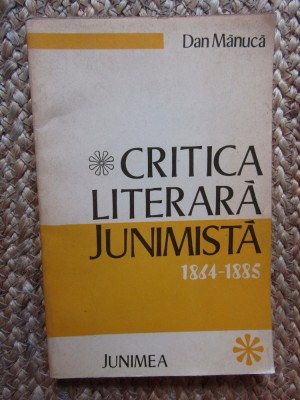 Dan Mănucă
CRITICA
LITERARĂ
JUNIMISTĂ
1864-1885
JUNIMEA